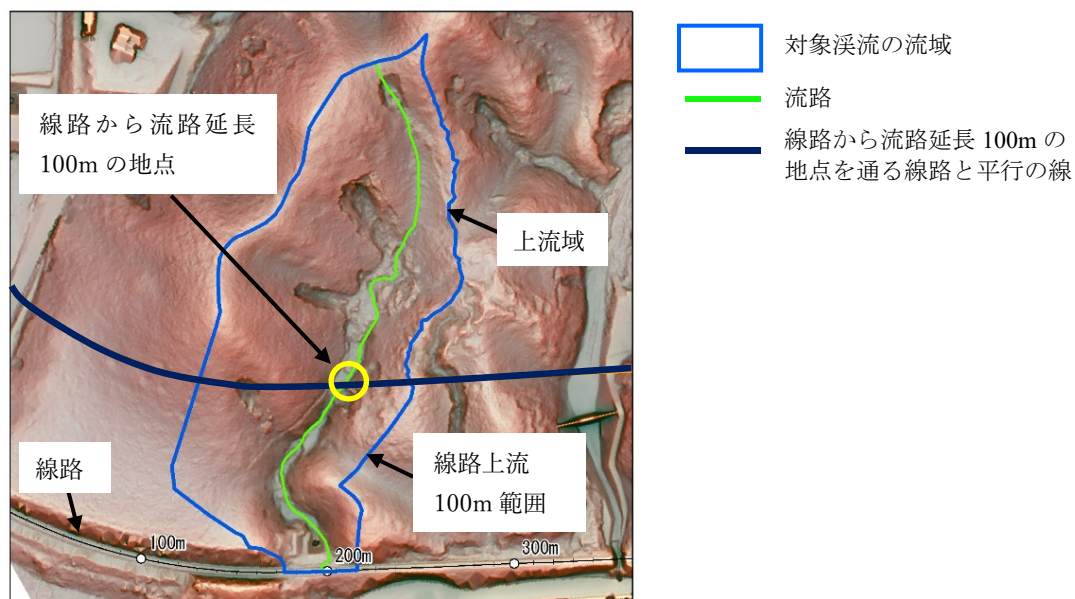 線路から流路延長
100m の地点
上流域
線路上流
100m 範囲
線路
100m
200m
300m
対象渓流の流域
流路
線路から流路延長 100m の
地点を通る線路と平行の線